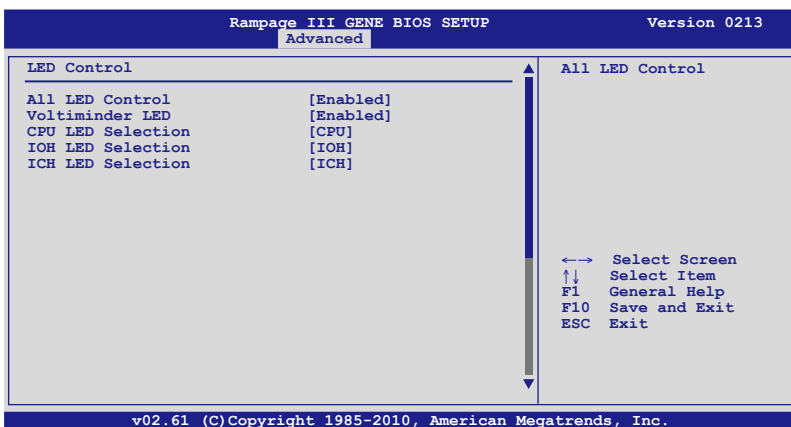 Rampage III GENE BIOS SETUP Version 0213
Advanced
LED Control
All LED Control [Enabled]
Voltiminder LED [Enabled]
CPU LED Selection [CPU]
IOH LED Selection [IOH]
ICH LED Selection [ICH]
All LED Control
←→ Select Screen
↑↓ Select Item
F1 General Help
F10 Save and Exit
ESC Exit
v02.61 (C)Copyright 1985-2010, American Megatrends, Inc.